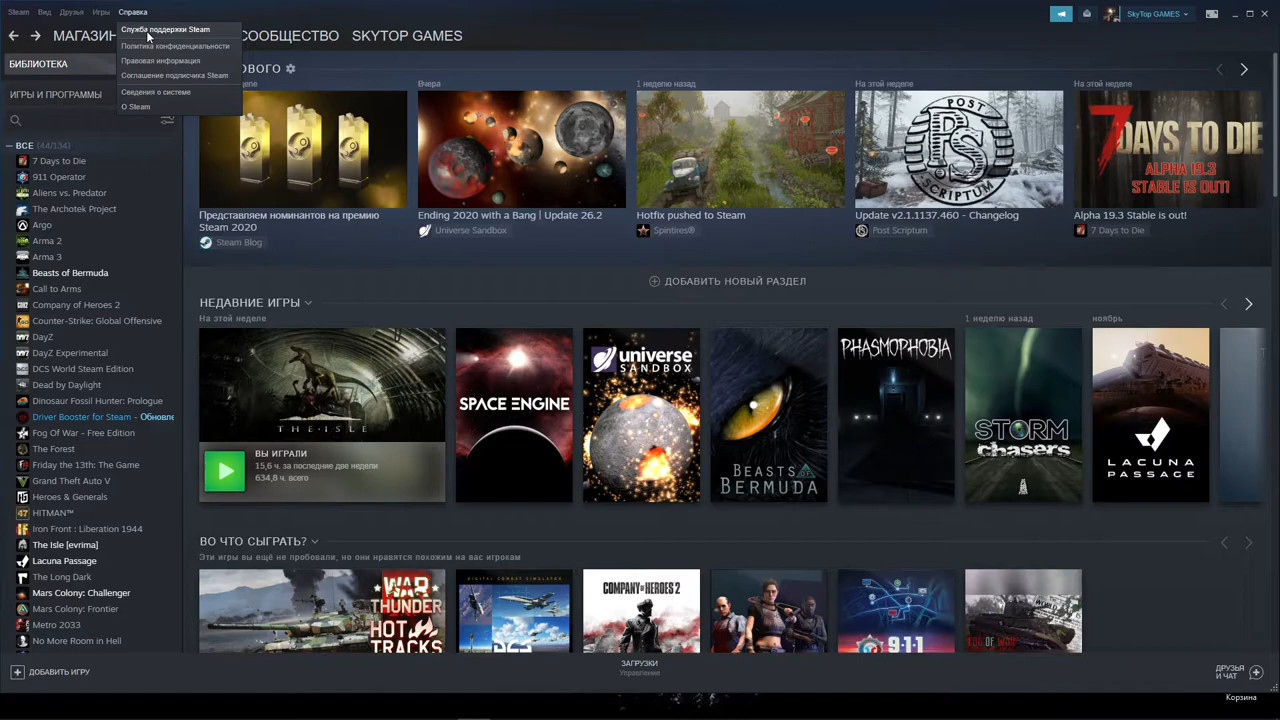 Steam Вид Друзья Игры Справка
SkyTop GAMES
Служба поддержки Steam
Политика конфиденциальности
Правовая информация
Соглашение подписчика Steam
Сведения о системе
О Steam
МАГАЗИН СООБЩЕСТВО SKYTOP GAMES
БИБЛИОТЕКА
ИГРЫ И ПРОГРАММЫ
ВСЕ (44/134)
7 Days to Die
911 Operator
Aliens vs. Predator
The Archotek Project
Argo
Arma 2
Arma 3
Beasts of Bermuda
Call to Arms
Company of Heroes 2
Counter-Strike: Global Offensive
DayZ
DayZ Experimental
DCS World Steam Edition
Dead by Daylight
Dinosaur Fossil Hunter: Prologue
Driver Booster for Steam - Обновле
Fog Of War - Free Edition
The Forest
Friday the 13th: The Game
Grand Theft Auto V
Heroes & Generals
HITMAN™
Iron Front : Liberation 1944
The Isle [evrima]
Lacuna Passage
The Long Dark
Mars Colony: Challenger
Mars Colony: Frontier
Metro 2033
No More Room in Hell
ДОБАВИТЬ ИГРУ
ОВОГО
еделе
Вчера
1 неделю назад
На этой неделе
На этой неделе
POST
PS
SCRIPTUM
7 DAYS TO DIE
ALPHA 19.3
STABLE IS OUT!
Представляем номинантов на премию
Steam 2020
Steam Blog
Ending 2020 with a Bang | Update 26.2
Universe Sandbox
Hotfix pushed to Steam
Spintires®
Update v2.1.1137.460 - Changelog
Post Scriptum
Alpha 19.3 Stable is out!
7 Days to Die
ДОБАВИТЬ НОВЫЙ РАЗДЕЛ
НЕДАВНИЕ ИГРЫ
На этой неделе
1 неделю назад
ноябрь
THE ISLE
ВЫ ИГРАЛИ
15,6 ч. за последние две недели
634,8 ч. всего
SPACE ENGINE
universe
SANDBOX
BEASTS OF
BERMUDA
PHASMOPHOBIA
STORM
chasers
LACUNA
PASSAGE
ВО ЧТО СЫГРАТЬ?
Эти игры вы ещё не пробовали, но они нравятся похожим на вас игрокам
WAR
THUNDER
HOT
TRACKS
DIGITAL COMBAT SIMULATOR
DCS
COMPANY OF HEROES 2
9-1-1
FOG OF WAR
ЗАГРУЗКИ
Управление
ДРУЗЬЯ
И ЧАТ
Корзина